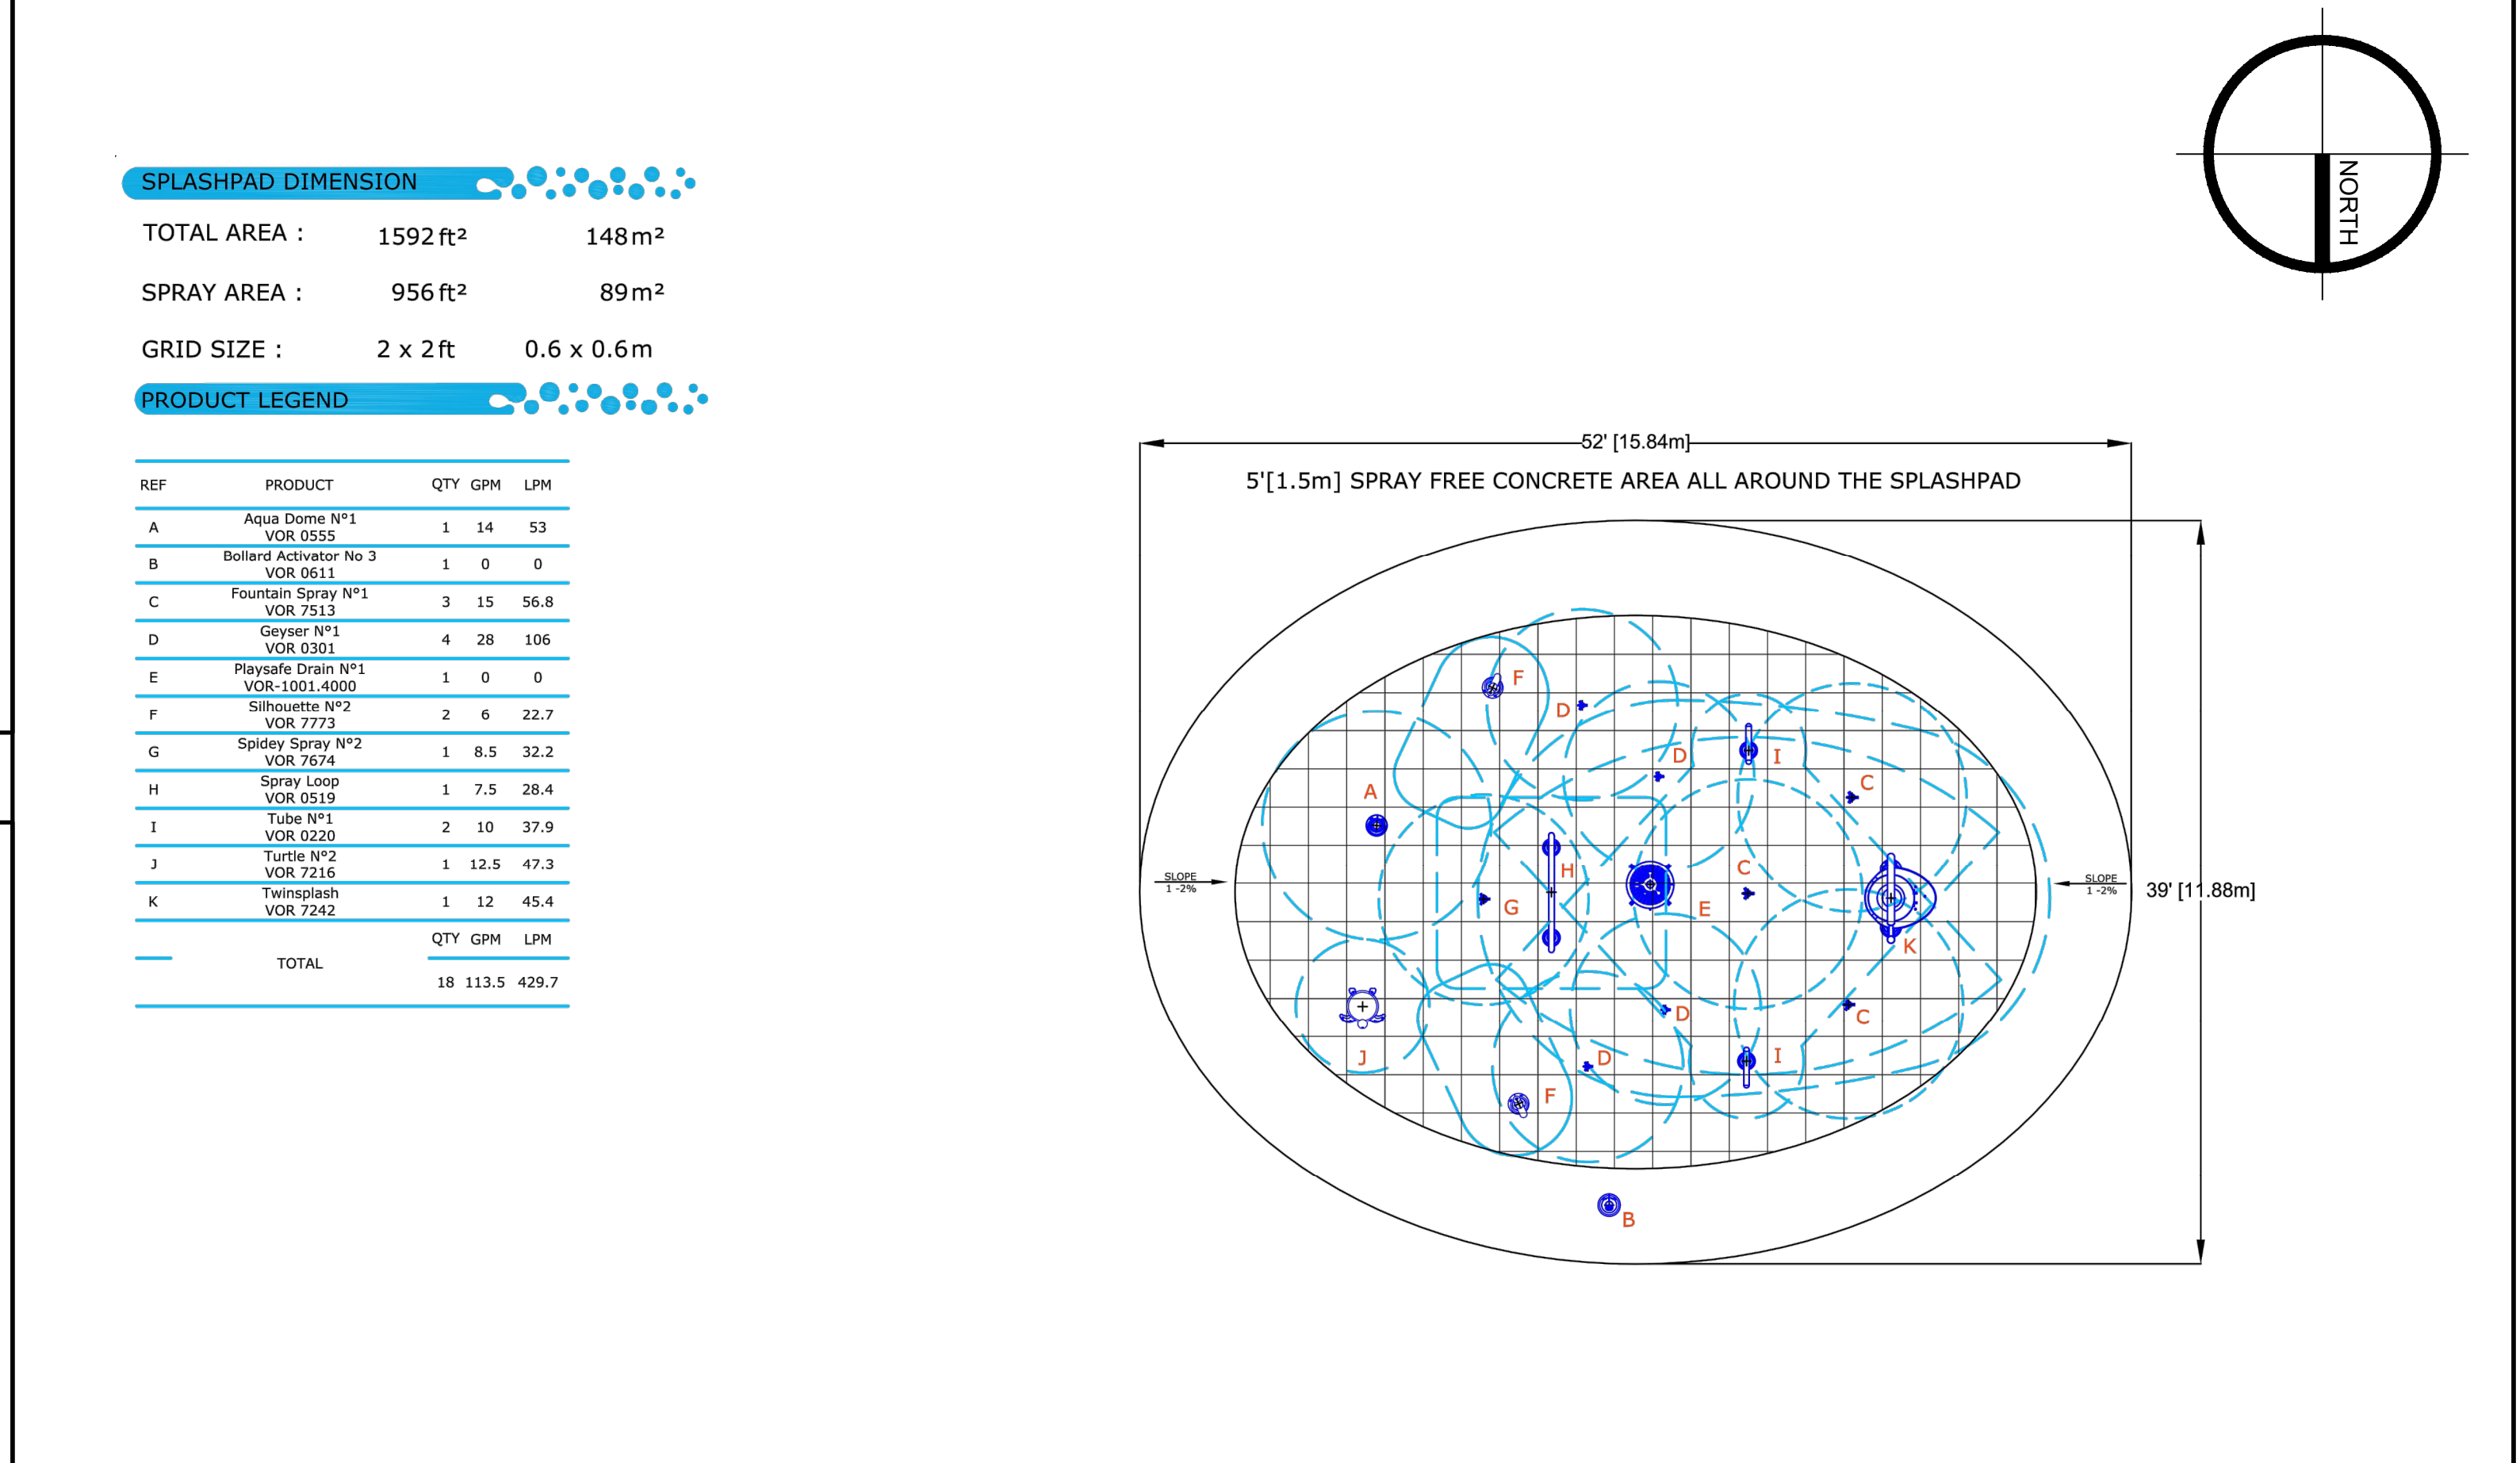 NORTH
SPLASHPAD DIMENSION
TOTAL AREA : 1592 ft² 148 m²
SPRAY AREA : 956 ft² 89 m²
GRID SIZE : 2 x 2 ft 0.6 x 0.6 m
PRODUCT LEGEND
REF PRODUCT QTY GPM LPM
A Aqua Dome N°1 1 14 53
VOR 0555
B Bollard Activator No 3 1 0 0
VOR 0611
C Fountain Spray N°1 3 15 56.8
VOR 7513
D Geyser N°1 4 28 106
VOR 0301
E Playsafe Drain N°1 1 0 0
VOR-1001.4000
F Silhouette N°2 2 6 22.7
VOR 7773
G Spidey Spray N°2 1 8.5 32.2
VOR 7674
H Spray Loop 1 7.5 28.4
VOR 0519
I Tube N°1 2 10 37.9
VOR 0220
J Turtle N°2 1 12.5 47.3
VOR 7216
K Twinsplash 1 12 45.4
VOR 7242
QTY GPM LPM
TOTAL
18 113.5 429.7
52' [15.84m]
5'[1.5m] SPRAY FREE CONCRETE AREA ALL AROUND THE SPLASHPAD
F
D
D
I
C
A
C
H
SLOPE
1 -2%
SLOPE
1 -2%
39' [11.88m]
G
E
K
D
C
J
D
I
F
B